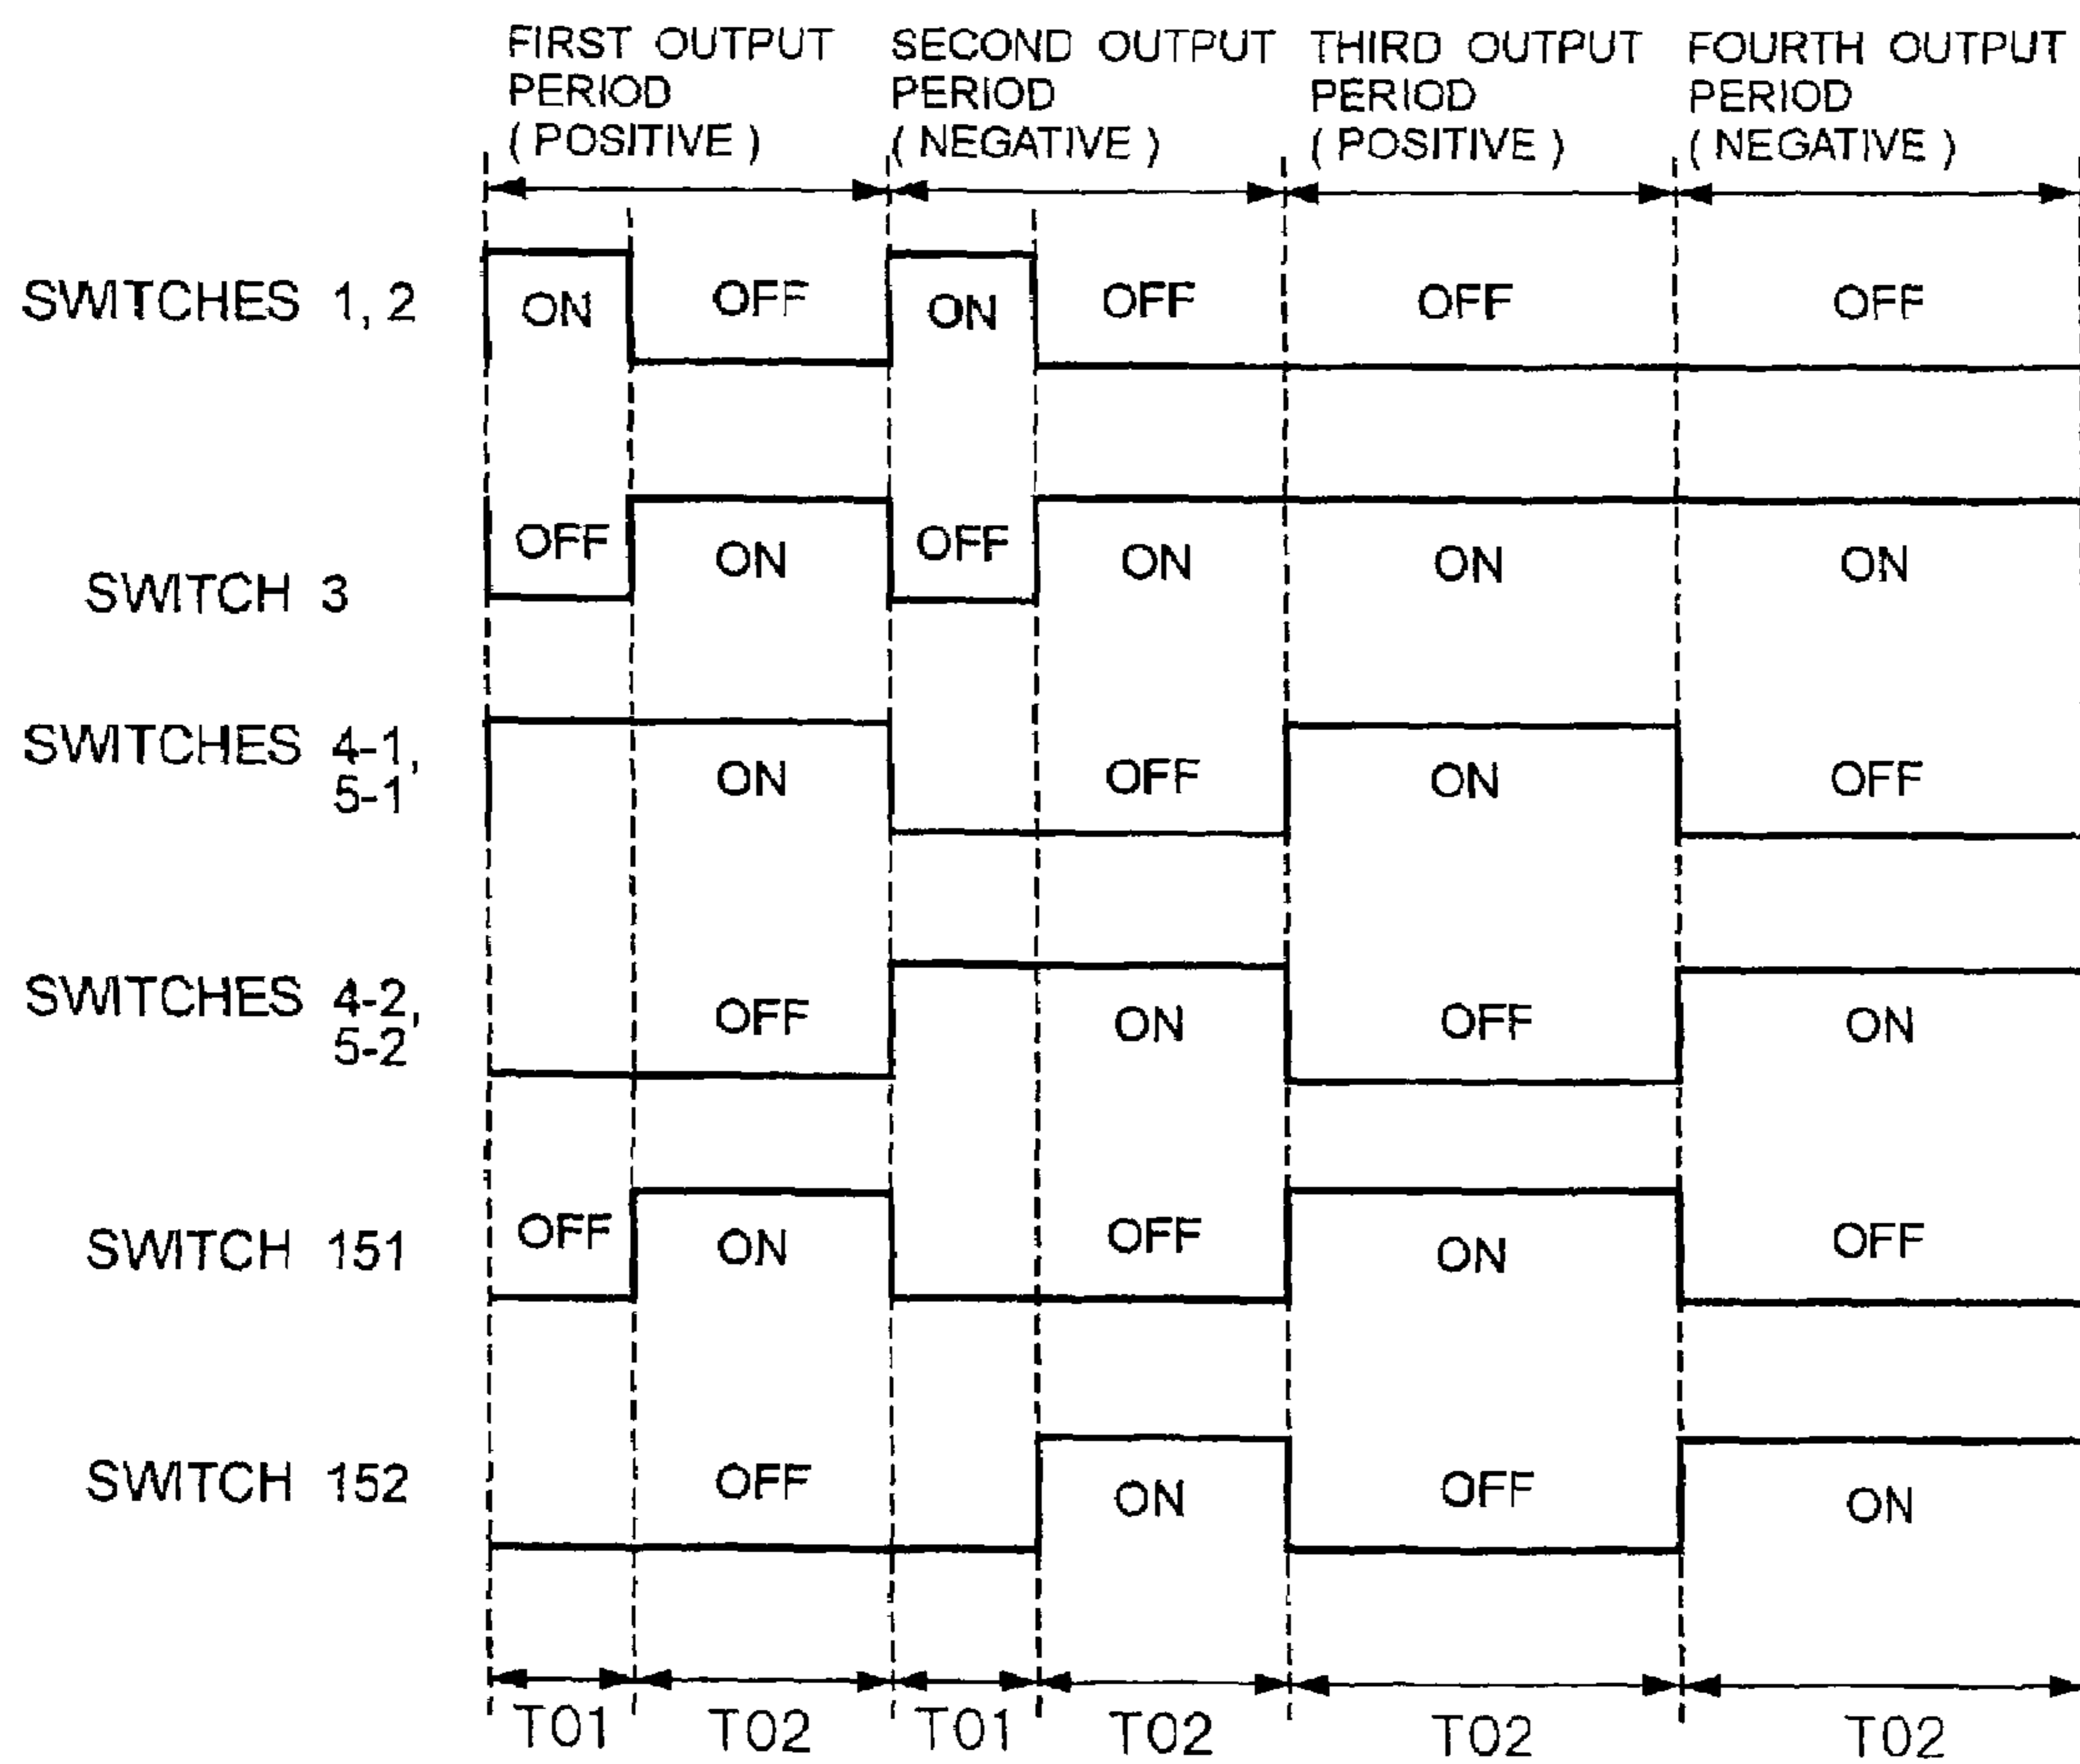 FIRST OUTPUT
PERIOD
( POSITIVE )
SECOND OUTPUT
PERIOD
( NEGATIVE )
THIRD OUTPUT
PERIOD
( POSITIVE )
FOURTH OUTPUT
PERIOD
( NEGATIVE )
SWITCHES 1, 2
ON
OFF
ON
OFF
OFF
OFF
SWITCH 3
OFF
ON
OFF
ON
ON
ON
SWITCHES 4-1,
5-1
ON
OFF
ON
OFF
SWITCHES 4-2,
5-2
OFF
ON
OFF
ON
SWITCH 151
OFF
ON
OFF
ON
OFF
SWITCH 152
OFF
ON
OFF
ON
T01
T02
T01
T02
T02
T02